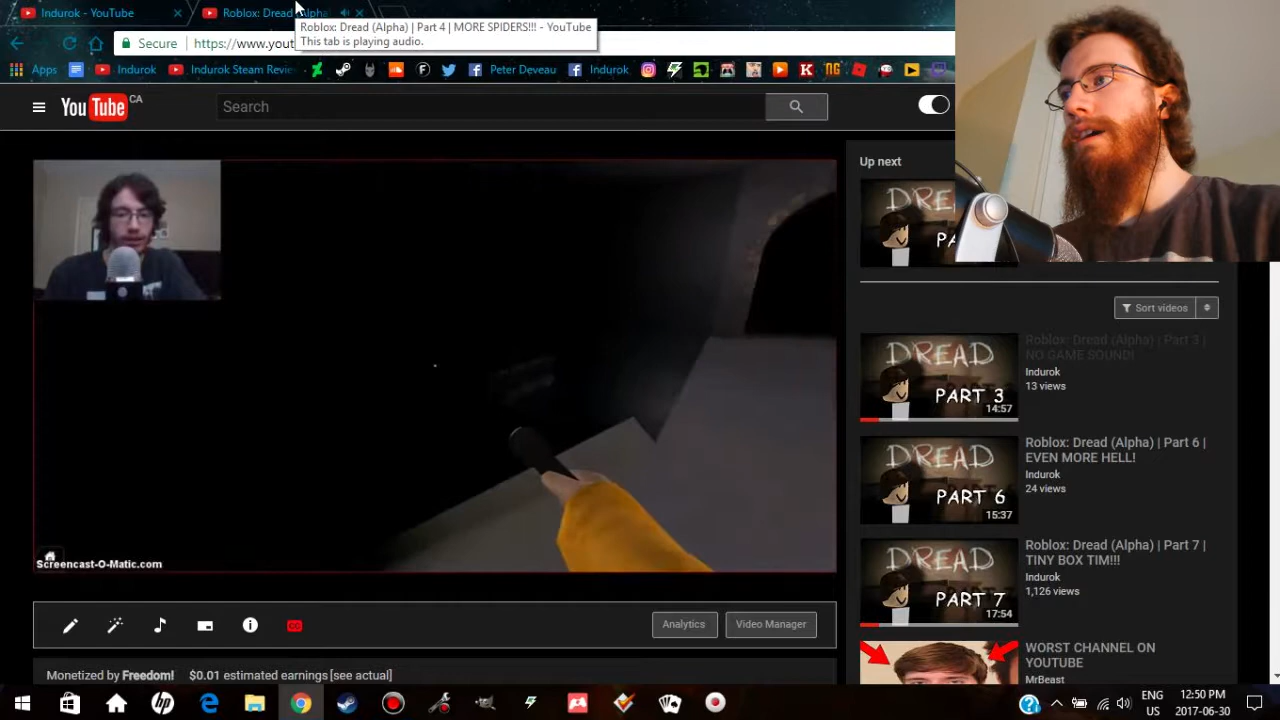 Indurok - YouTube
Roblox: Dread (Alpha)
Roblox: Dread (Alpha) | Part 4 | MORE SPIDERS!!! - YouTube
This tab is playing audio.
Secure
https://www.yout
Apps
Indurok
Indurok Steam Revie
Peter Deveau
Indurok
YouTube CA
Search
Up next
DREA
PA
Sort videos
DREAD
PART 3
14:57
Roblox: Dread (Alpha) | Part 3 |
NO GAME SOUND!
Indurok
13 views
DREAD
PART 6
15:37
Roblox: Dread (Alpha) | Part 6 |
EVEN MORE HELL!
Indurok
24 views
DREAD
PART 7
17:54
Roblox: Dread (Alpha) | Part 7 |
TINY BOX TIM!!!
Indurok
1,126 views
WORST CHANNEL ON
YOUTUBE
MrBeast
Screencast-O-Matic.com
CC
Analytics
Video Manager
Monetized by Freedom! $0.01 estimated earnings [see actual]
ENG
US
12:50 PM
2017-06-30